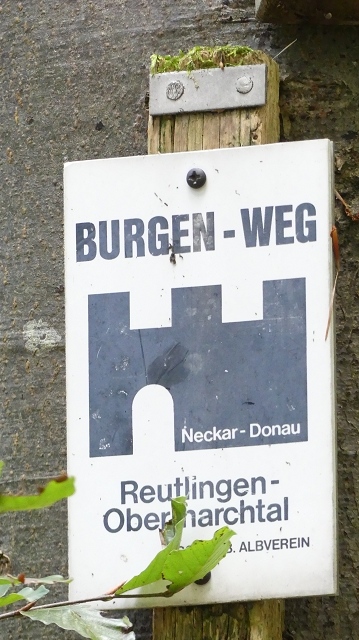 BURGEN-WEG
Neckar-Donau
Reutlingen-
Obermarchtal
B. ALBVEREIN